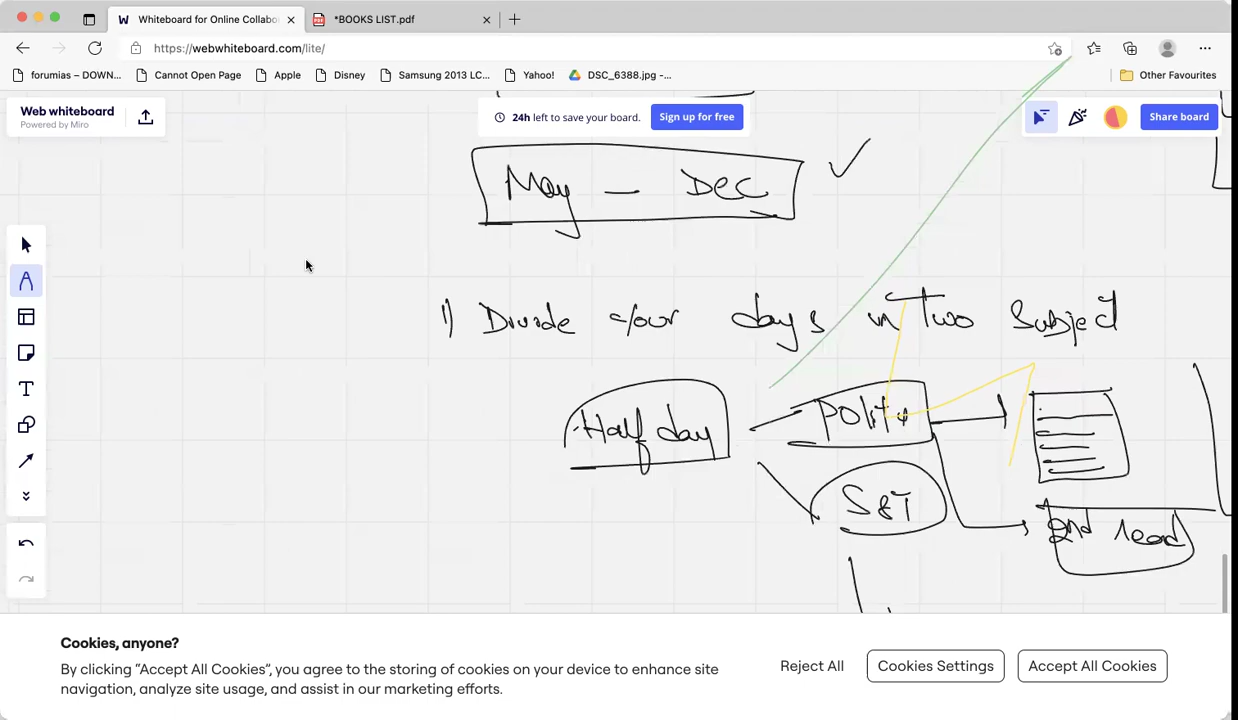 Whiteboard for Online Collabo
*BOOKS LIST.pdf
https://webwhiteboard.com/lite/
forumias – DOWN...
Cannot Open Page
Apple
Disney
Samsung 2013 LC...
Yahoo!
DSC_6388.jpg -...
Other Favourites
Web whiteboard
Powered by Miro
24h left to save your board.
Sign up for free
Share board
May — Dec
1) Divide your days in Two Subject
Half day
Polity
S&T
2nd read
Cookies, anyone?
By clicking “Accept All Cookies”, you agree to the storing of cookies on your device to enhance site
navigation, analyze site usage, and assist in our marketing efforts.
Reject All
Cookies Settings
Accept All Cookies